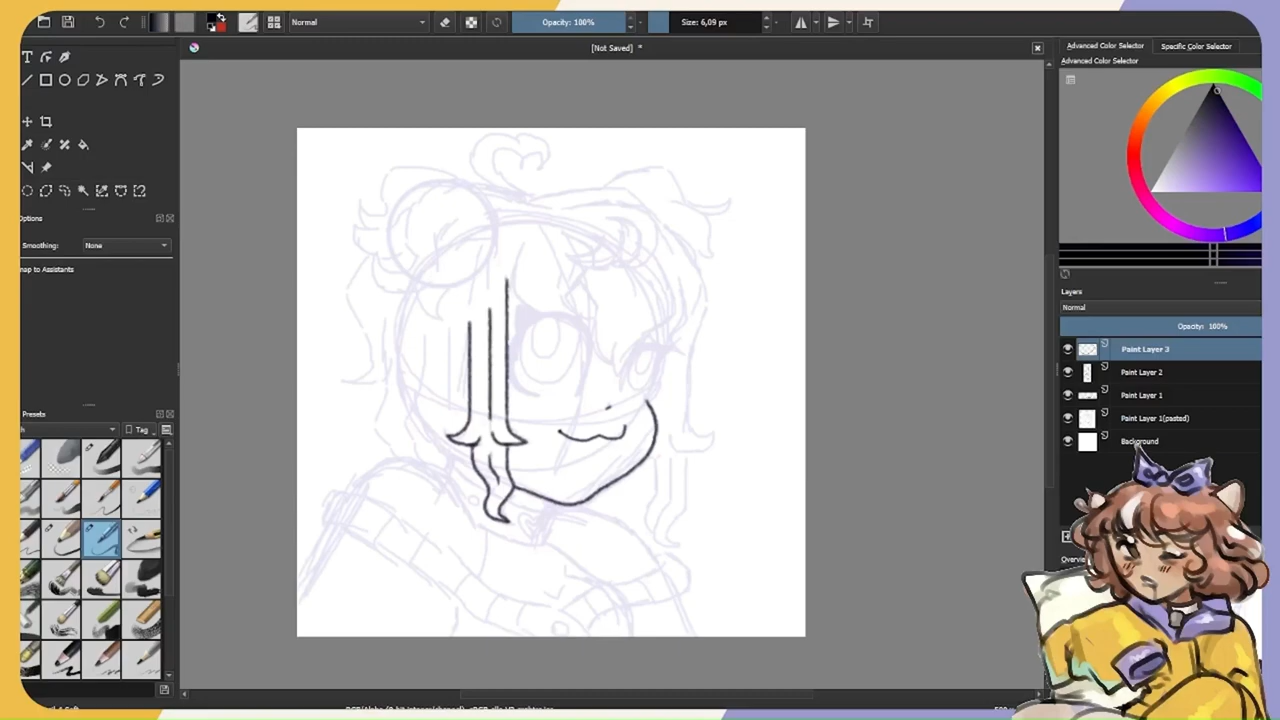 Normal
Opacity: 100%
Size: 6,09 px
[Not Saved] *
Advanced Color Selector
Specific Color Selector
Advanced Color Selector
Options
Smoothing:
None
nap to Assistants
Layers
Normal
Opacity: 100%
Paint Layer 3
Paint Layer 2
Paint Layer 1
Paint Layer 1(pasted)
Background
Presets
Tag